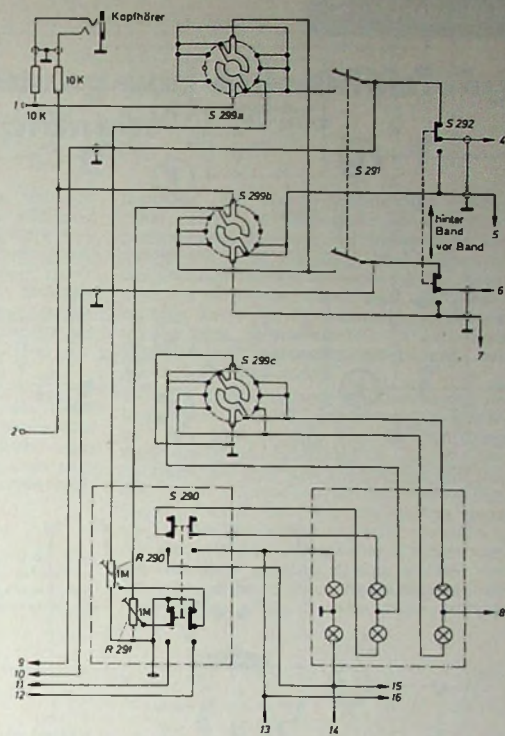 Kopfhörer
10 K
10 K
1
S 299a
S 292
4
S 291
S 299b
hinter
Band
vor Band
5
6
7
S 299c
2
S 290
R 290
1M
1M
R 291
8
9
10
11
12
15
16
13
14